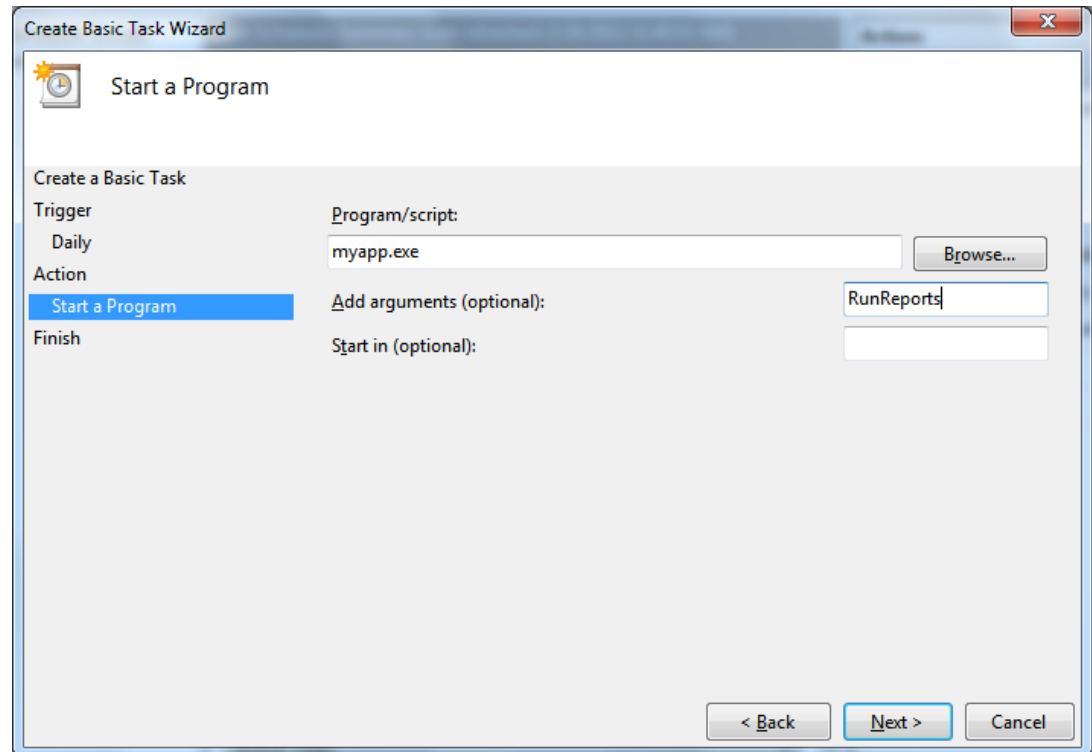 Create Basic Task Wizard
Start a Program
Create a Basic Task
Trigger
Daily
Action
Start a Program
Finish
Program/script:
myapp.exe
Browse...
Add arguments (optional):
RunReports
Start in (optional):
< Back
Next >
Cancel